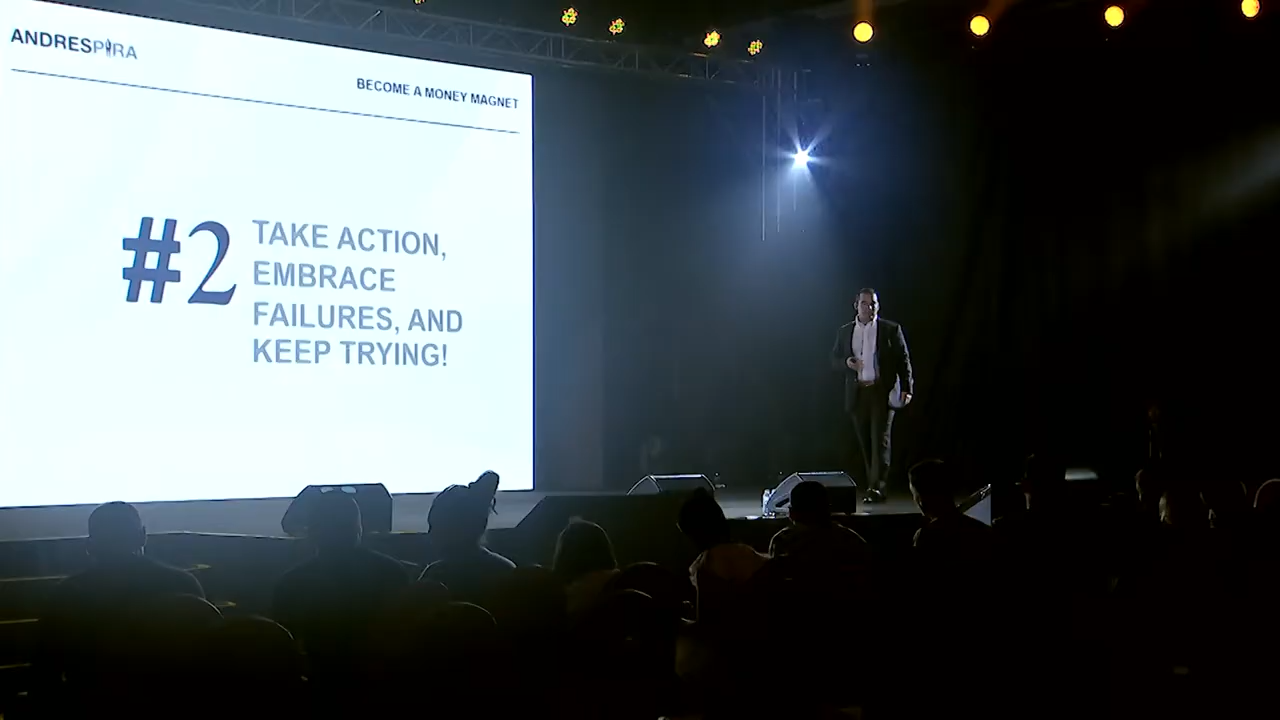 ANDRESPIRA
BECOME A MONEY MAGNET
#2
TAKE ACTION,
EMBRACE
FAILURES, AND
KEEP TRYING!